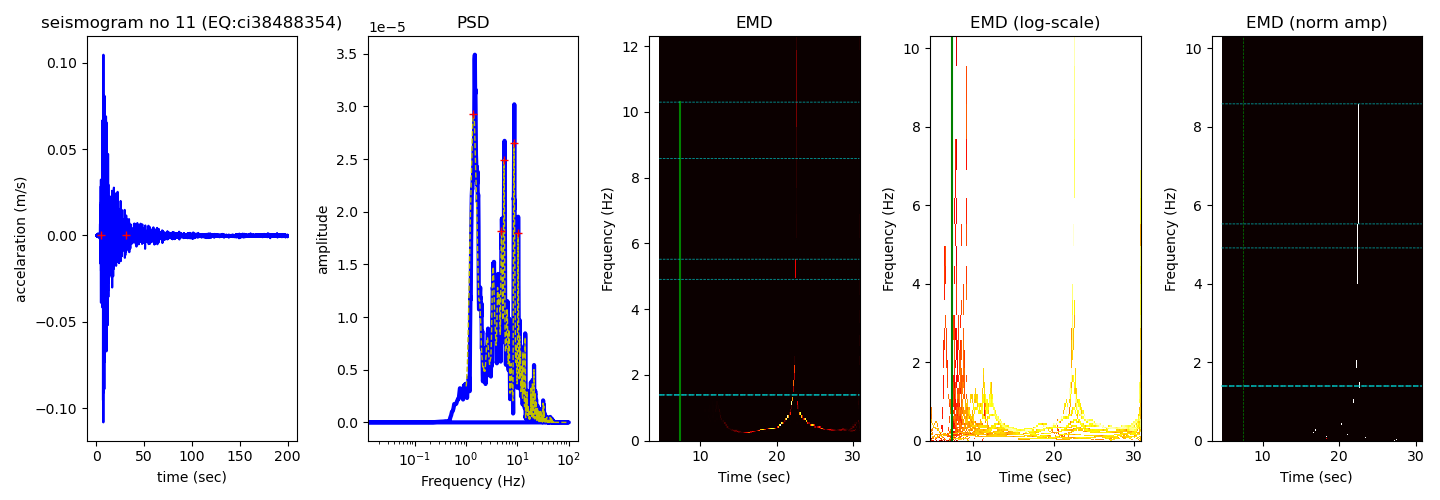 seismogram no 11 (EQ:ci38488354)
0.10
0.05
0.00
−0.05
−0.10
accelaration (m/s)
0 50 100 150 200
time (sec)
PSD
1e−5
3.5
3.0
2.5
2.0
1.5
1.0
0.5
0.0
amplitude
10⁻¹ 10⁰ 10¹ 10²
Frequency (Hz)
EMD
12
10
8
6
4
2
0
Frequency (Hz)
10 20 30
Time (sec)
EMD (log-scale)
10
8
6
4
2
0
Frequency (Hz)
10 20 30
Time (sec)
EMD (norm amp)
10
8
6
4
2
0
Frequency (Hz)
10 20 30
Time (sec)